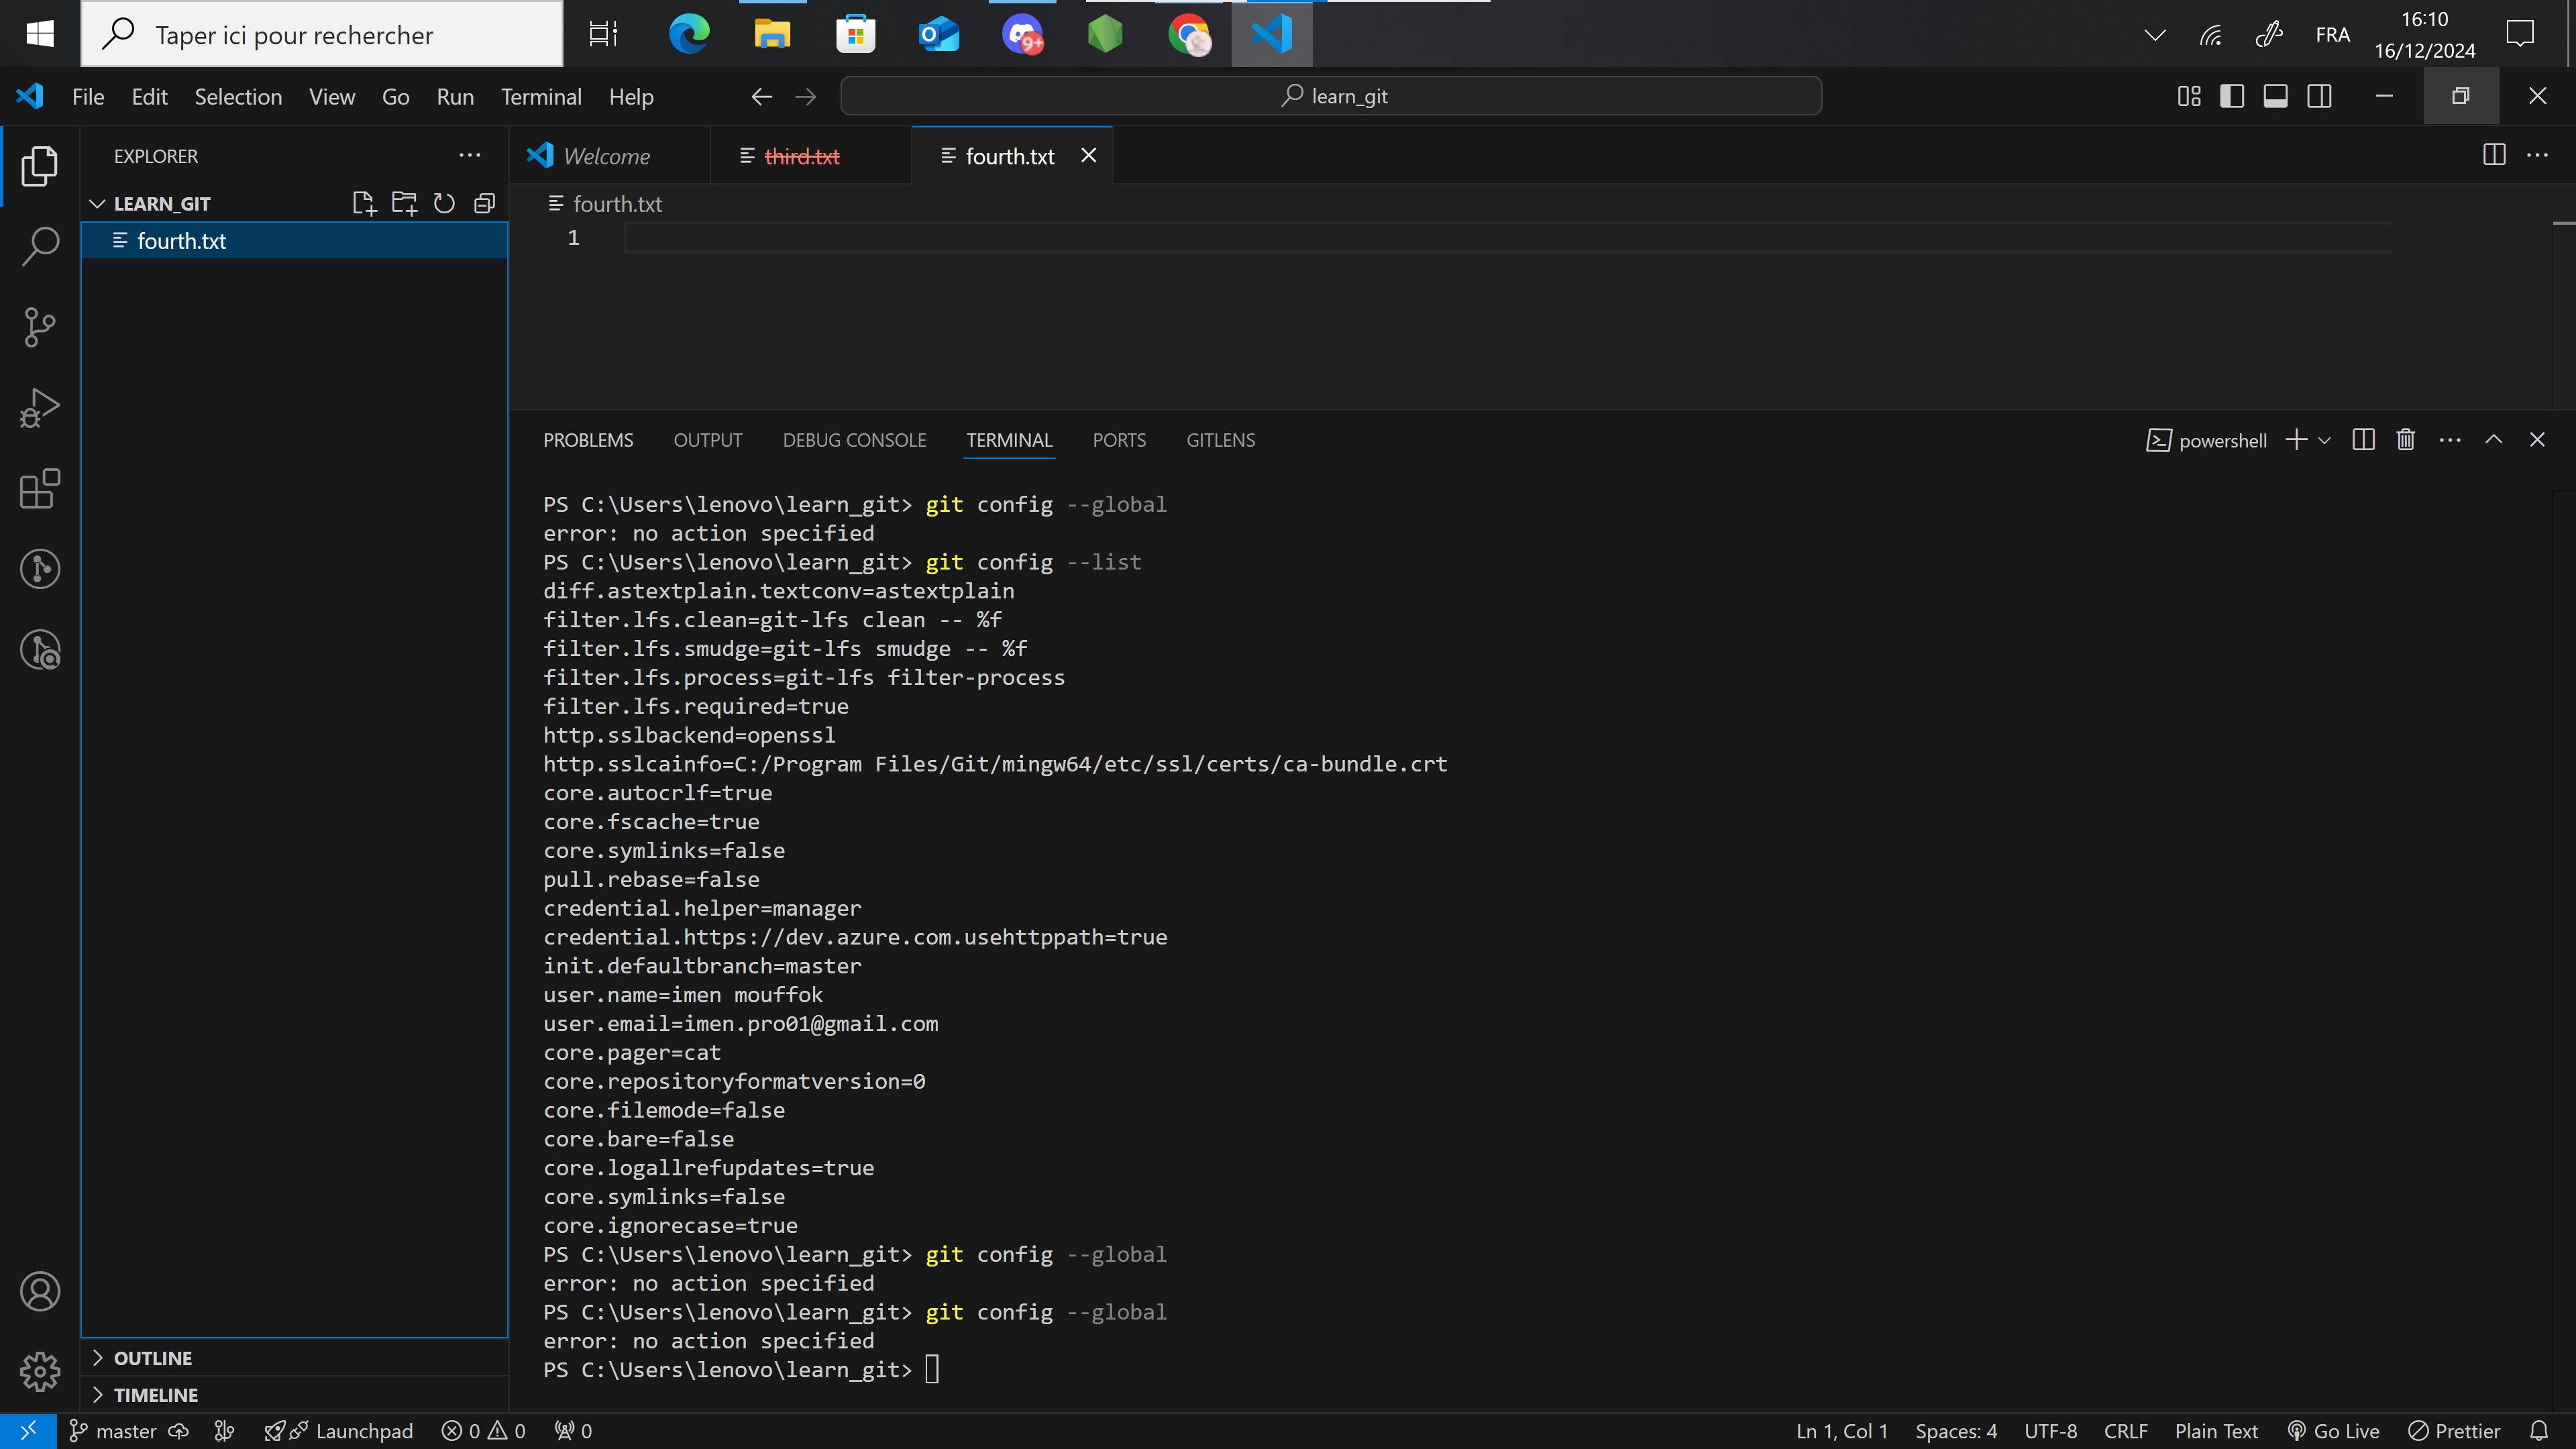 Taper ici pour rechercher
9+
FRA
16:10
16/12/2024
File Edit Selection View Go Run Terminal Help
learn_git
EXPLORER
Welcome
third.txt
fourth.txt
LEARN_GIT
fourth.txt
fourth.txt
1
PROBLEMS OUTPUT DEBUG CONSOLE TERMINAL PORTS GITLENS
powershell
PS C:\Users\lenovo\learn_git> git config --global
error: no action specified
PS C:\Users\lenovo\learn_git> git config --list
diff.astextplain.textconv=astextplain
filter.lfs.clean=git-lfs clean -- %f
filter.lfs.smudge=git-lfs smudge -- %f
filter.lfs.process=git-lfs filter-process
filter.lfs.required=true
http.sslbackend=openssl
http.sslcainfo=C:/Program Files/Git/mingw64/etc/ssl/certs/ca-bundle.crt
core.autocrlf=true
core.fscache=true
core.symlinks=false
pull.rebase=false
credential.helper=manager
credential.https://dev.azure.com.usehttppath=true
init.defaultbranch=master
user.name=imen mouffok
user.email=imen.pro01@gmail.com
core.pager=cat
core.repositoryformatversion=0
core.filemode=false
core.bare=false
core.logallrefupdates=true
core.symlinks=false
core.ignorecase=true
PS C:\Users\lenovo\learn_git> git config --global
error: no action specified
PS C:\Users\lenovo\learn_git> git config --global
error: no action specified
PS C:\Users\lenovo\learn_git>
OUTLINE
TIMELINE
master Launchpad 0 0 0 Ln 1, Col 1 Spaces: 4 UTF-8 CRLF Plain Text Go Live Prettier